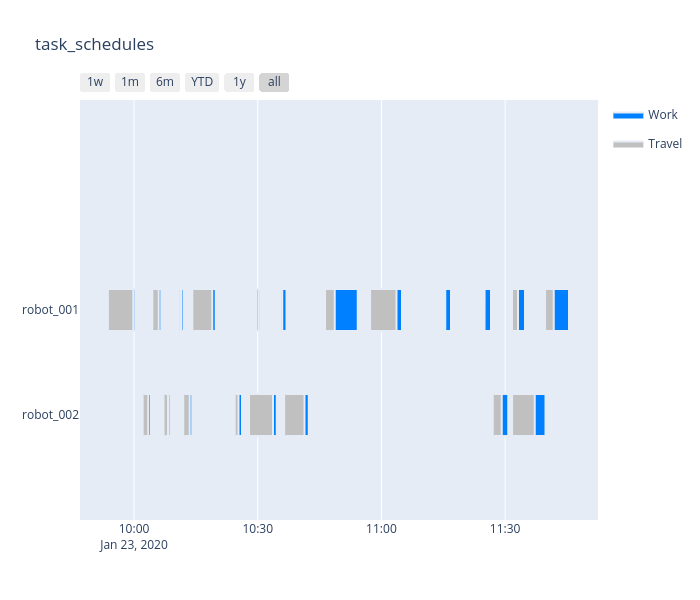 task_schedules
1w 1m 6m YTD 1y all
Work
Travel
robot_001
robot_002
10:00 10:30 11:00 11:30
Jan 23, 2020